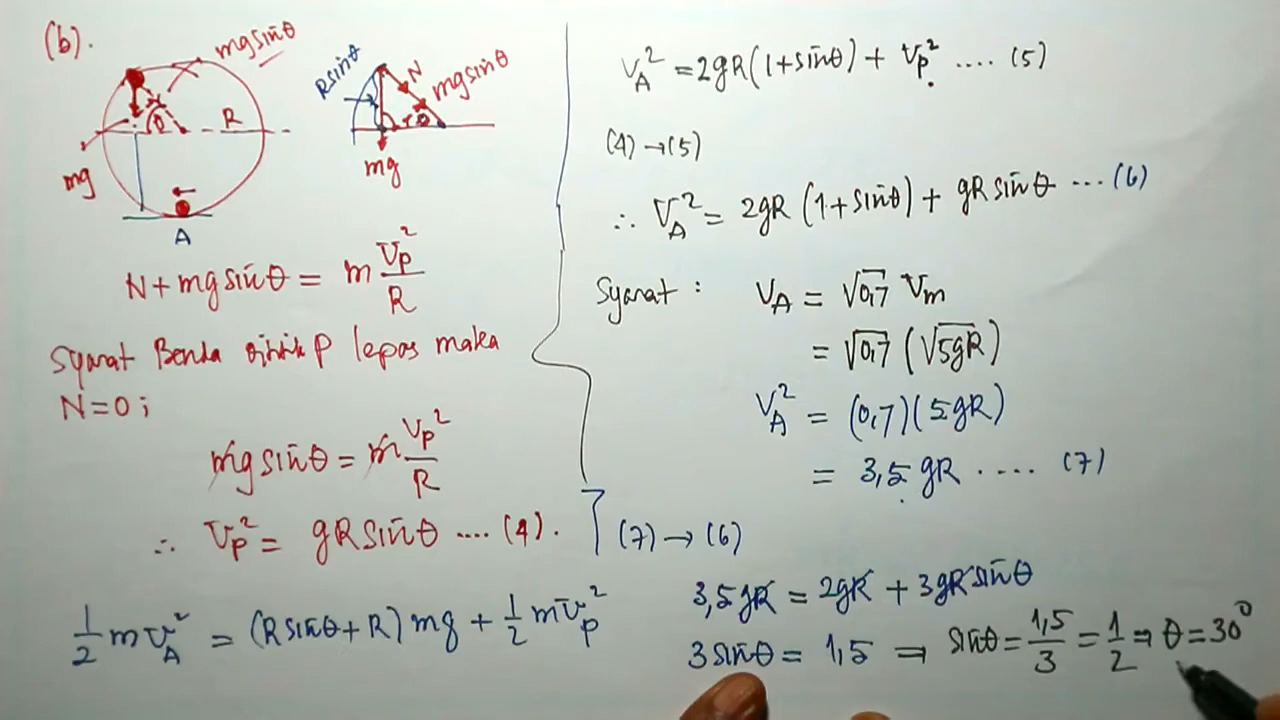 (b).
mg sin θ
θ
R
mg
A
R sin θ
N
mg sin θ
θ
mg
N + mg sin θ = m Vp² / R
Syarat Benda dititik P lepas maka
N = 0 ;
mg sin θ = m Vp² / R
∴ Vp² = gR sin θ .... (4).
½ m VA² = (R sin θ + R) mg + ½ m Vp²
VA² = 2gR (1 + sin θ) + Vp² .... (5)
(4) → (5)
∴ VA² = 2gR (1 + sin θ) + gR sin θ ... (6)
Syarat : VA = √0,7 Vm
= √0,7 (√5gR)
VA² = (0,7)(5gR)
= 3,5 gR .... (7)
(7) → (6)
3,5 gR = 2gR + 3gR sin θ
3 sin θ = 1,5 ⇒ sin θ = 1,5 / 3 = 1 / 2 ⇒ θ = 30°